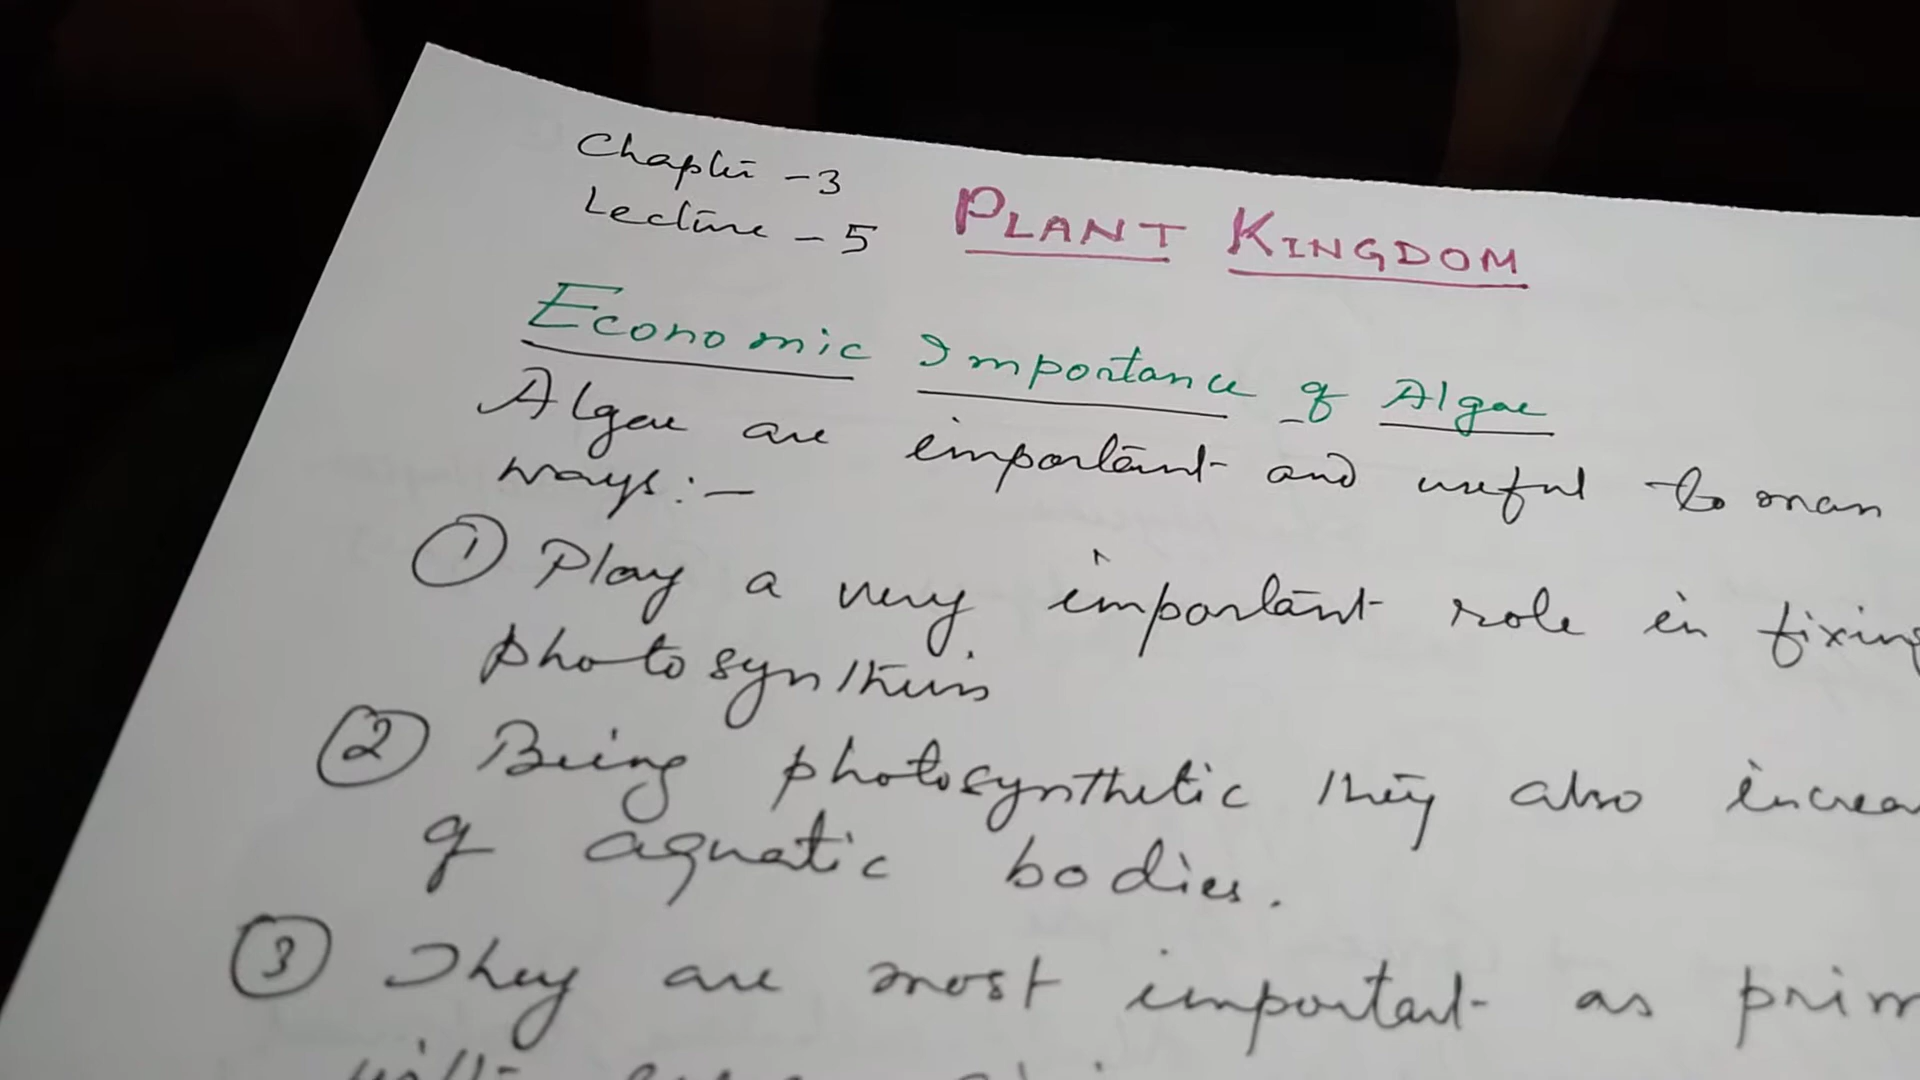 Chapter - 3
Lecture - 5
PLANT KINGDOM
Economic Importance of Algae
Algae are important and useful to man
ways:-
① Play a very important role in fixing
photosynthesis
② Being photosynthetic they also increa
of aquatic bodies.
③ They are most important as prim